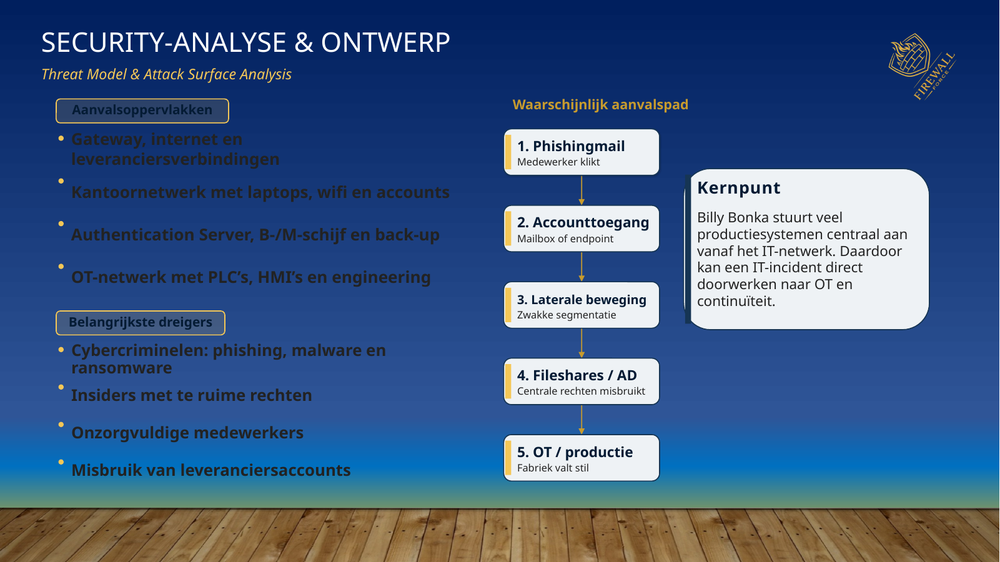 SECURITY-ANALYSE & ONTWERP
Threat Model & Attack Surface Analysis
FIREWALL
FORCE
Aanvalsoppervlakken
• Gateway, internet en
leveranciersverbindingen
• Kantoornetwerk met laptops, wifi en accounts
• Authentication Server, B-/M-schijf en back-up
• OT-netwerk met PLC’s, HMI’s en engineering
Belangrijkste dreigers
• Cybercriminelen: phishing, malware en
ransomware
• Insiders met te ruime rechten
• Onzorgvuldige medewerkers
• Misbruik van leveranciersaccounts
Waarschijnlijk aanvalspad
1. Phishingmail
Medewerker klikt
2. Accounttoegang
Mailbox of endpoint
3. Laterale beweging
Zwakke segmentatie
4. Fileshares / AD
Centrale rechten misbruikt
5. OT / productie
Fabriek valt stil
Kernpunt
Billy Bonka stuurt veel
productiesystemen centraal aan
vanaf het IT-netwerk. Daardoor
kan een IT-incident direct
doorwerken naar OT en
continuïteit.